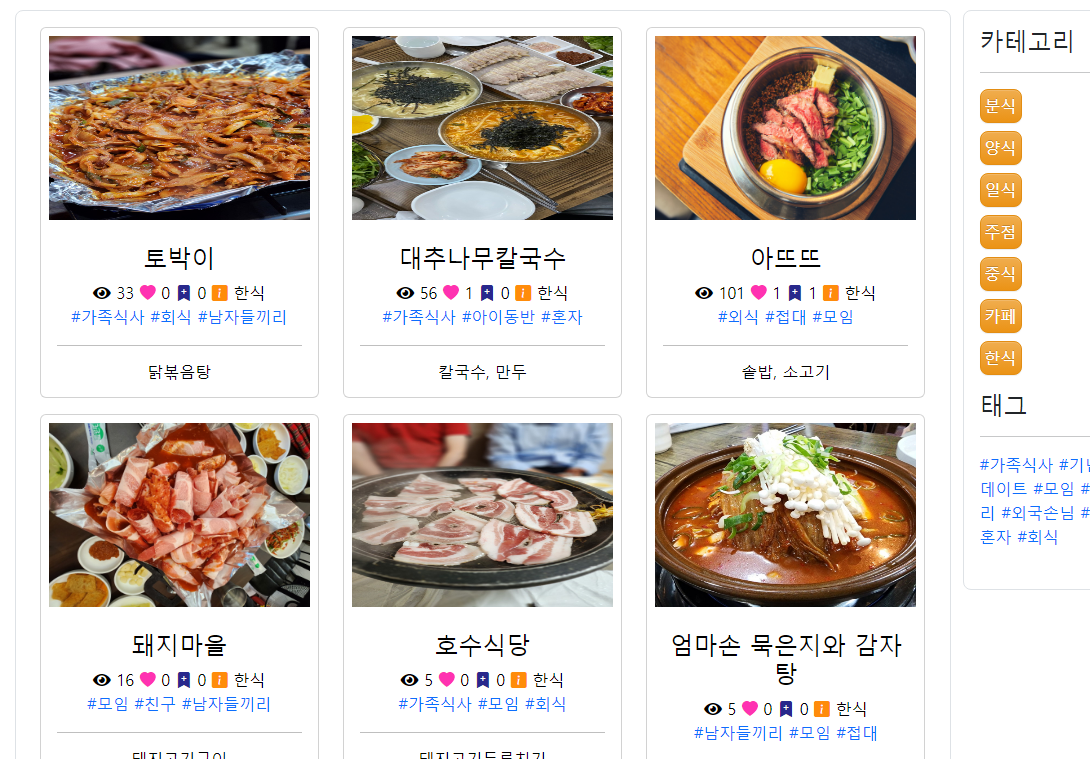 토박이
33 0 0 한식
#가족식사 #회식 #남자들끼리
닭볶음탕
대추나무칼국수
56 1 0 한식
#가족식사 #아이동반 #혼자
칼국수, 만두
아뜨뜨
101 1 1 한식
#외식 #접대 #모임
솥밥, 소고기
돼지마을
16 0 0 한식
#모임 #친구 #남자들끼리
호수식당
5 0 0 한식
#가족식사 #모임 #회식
엄마손 묵은지와 감자
탕
5 0 0 한식
#남자들끼리 #모임 #접대
카테고리
분식
양식
일식
주점
중식
카페
한식
태그
#가족식사
데이트 #모임 #
리 #외국손님 #
혼자 #회식